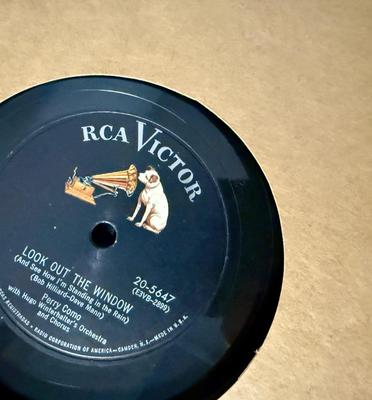 RCA VICTOR
20-5647
(E3VB-2899)
LOOK OUT THE WINDOW
(And See How I'm Standing in the Rain)
(Bob Hilliard-Dave Mann)
Perry Como
with Hugo Winterhalter's Orchestra
and Chorus
REGISTRADAS • RADIO CORPORATION OF AMERICA—CAMDEN, N.J.—MADE IN U.S.A.